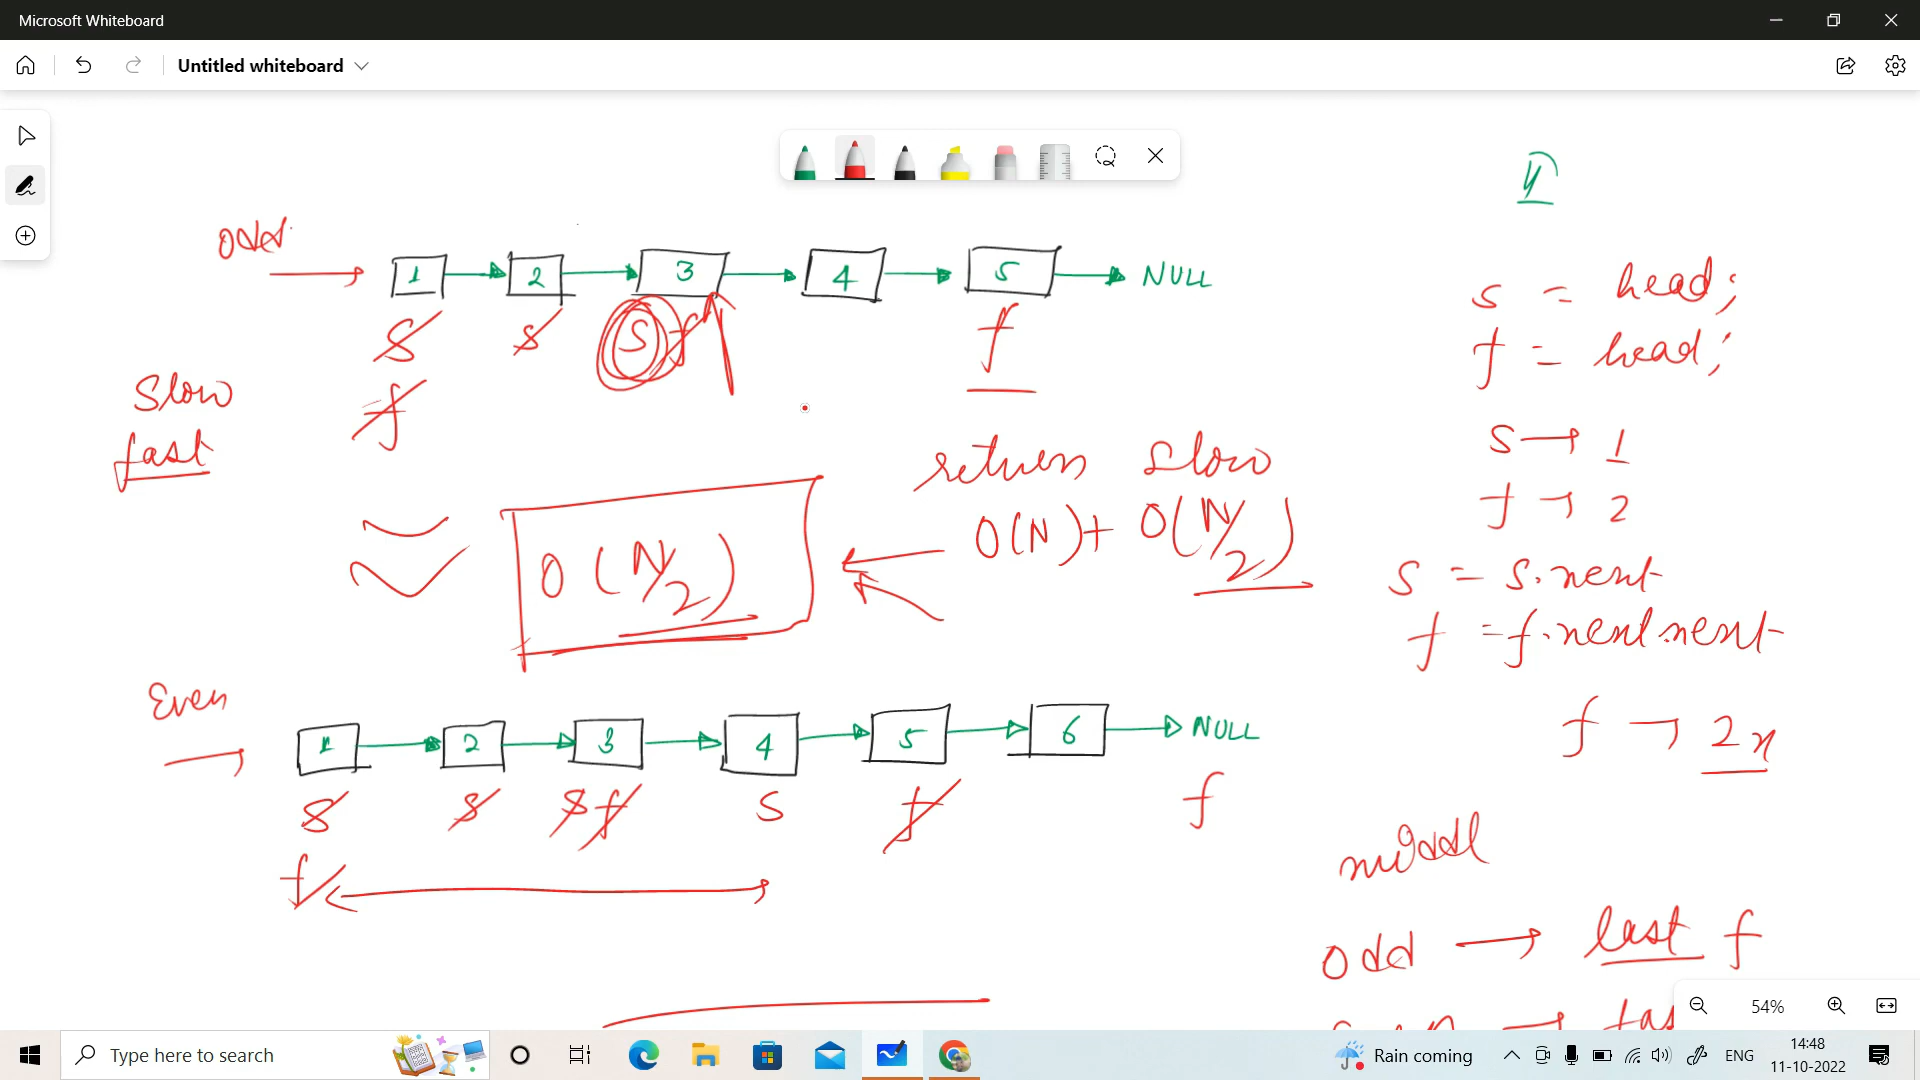 Microsoft Whiteboard
Untitled whiteboard
odd
1 2 3 4 5 NULL
s s s f f
f
Slow
fast
s = head;
f = head;
s → 1
f → 2
return slow
O(N) + O(N/2)
O(N/2)
s = s.next
f = f.next.next
f → 2x
Even
1 2 3 4 5 6 NULL
s s s f s f f
f
middl
odd → last f
54%
Type here to search
Rain coming
ENG
14:48
11-10-2022